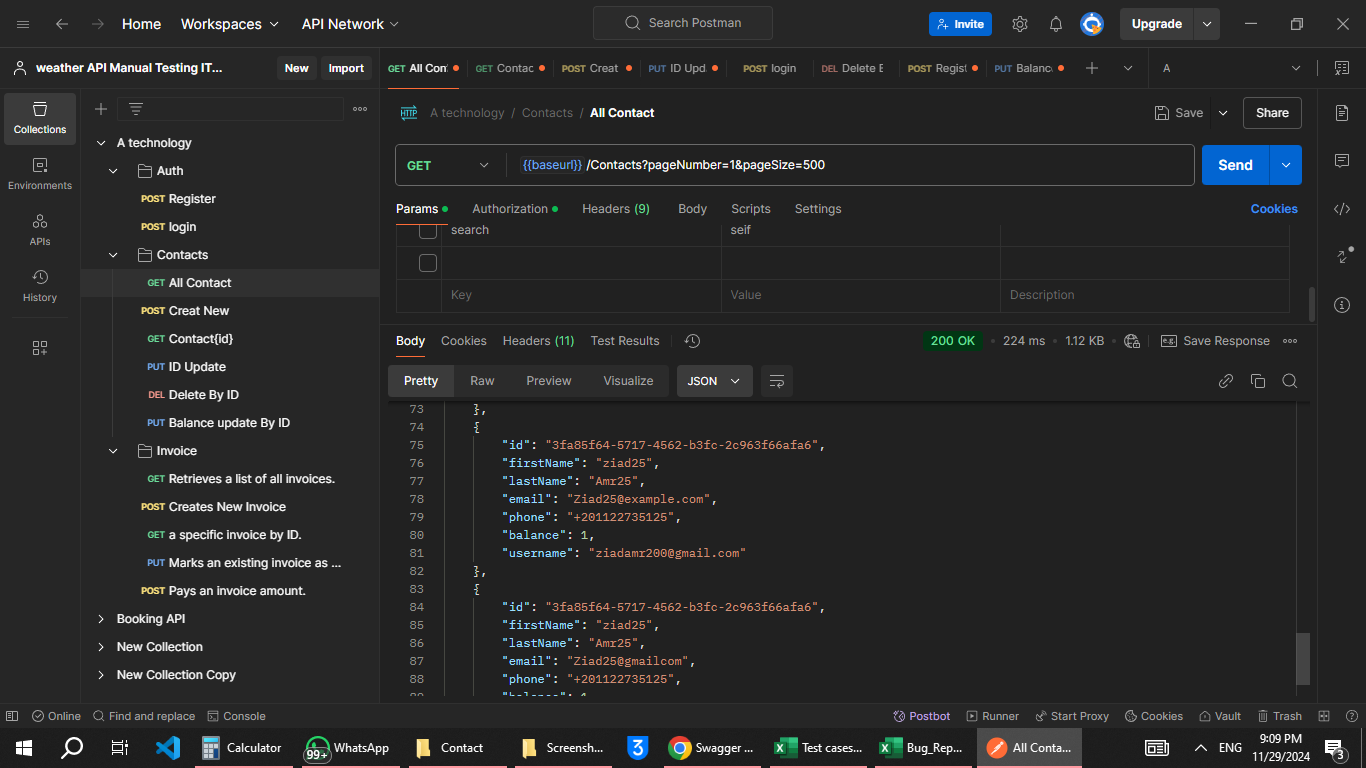 Home
Workspaces
API Network
Search Postman
Invite
Upgrade
weather API Manual Testing IT...
New
Import
GET All Con
GET Contac
POST Creat
PUT ID Upd
POST login
DEL Delete E
POST Regist
PUT Balanc
A
Collections
Environments
APIs
History
A technology
Auth
POST Register
POST login
Contacts
GET All Contact
POST Creat New
GET Contact{id}
PUT ID Update
DEL Delete By ID
PUT Balance update By ID
Invoice
GET Retrieves a list of all invoices.
POST Creates New Invoice
GET a specific invoice by ID.
PUT Marks an existing invoice as ...
POST Pays an invoice amount.
Booking API
New Collection
New Collection Copy
HTTP A technology / Contacts / All Contact
Save
Share
GET
{{baseurl}} /Contacts?pageNumber=1&pageSize=500
Send
Params
Authorization
Headers (9)
Body
Scripts
Settings
Cookies
search seif
Key Value Description
Body
Cookies
Headers (11)
Test Results
200 OK
224 ms
1.12 KB
e.g.
Save Response
Pretty
Raw
Preview
Visualize
JSON
73 },
74 {
75 "id": "3fa85f64-5717-4562-b3fc-2c963f66afa6",
76 "firstName": "ziad25",
77 "lastName": "Amr25",
78 "email": "Ziad25@example.com",
79 "phone": "+201122735125",
80 "balance": 1,
81 "username": "ziadamr200@gmail.com"
82 },
83 {
84 "id": "3fa85f64-5717-4562-b3fc-2c963f66afa6",
85 "firstName": "ziad25",
86 "lastName": "Amr25",
87 "email": "Ziad25@gmailcom",
88 "phone": "+201122735125",
89 "balance": 1
Online
Find and replace
Console
Postbot
Runner
Start Proxy
Cookies
Vault
Trash
Calculator
99+
WhatsApp
Contact
Screensh...
3
Swagger ...
Test cases...
Bug_Rep...
All Conta...
ENG
9:09 PM
11/29/2024
3